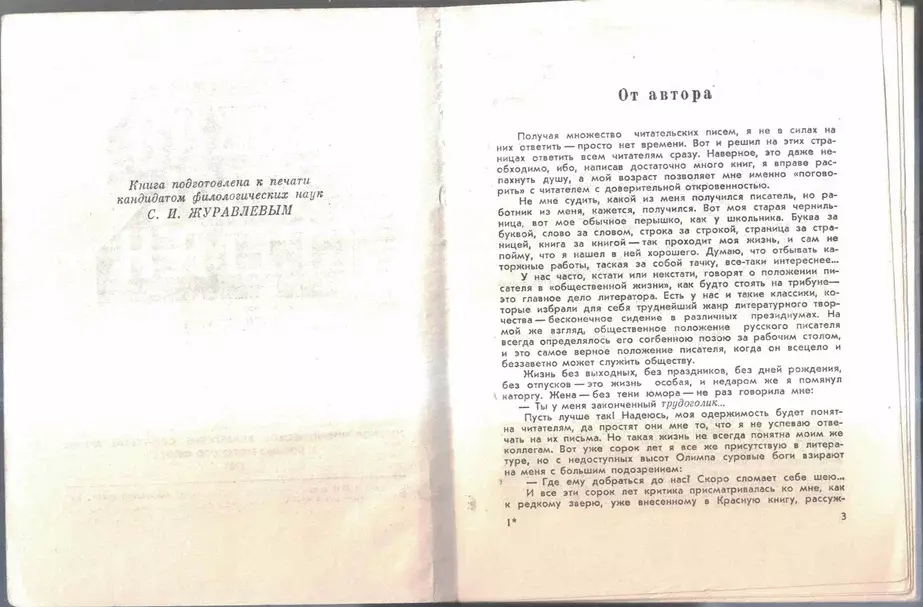 Книга подготовлена к печати
кандидатом филологических наук
С. И. ЖУРАВЛЕВЫМ
От автора
Получая множество читательских писем, я не в силах на
них ответить — просто нет времени. Вот и решил на этих стра-
ницах ответить всем читателям сразу. Наверное, это даже не-
обходимо, ибо, написав достаточно много книг, я вправе рас-
пахнуть душу, а мой возраст позволяет мне именно «погово-
рить» с читателем с доверительной откровенностью.
Не мне судить, какой из меня получился писатель, но ра-
ботник из меня, кажется, получился. Вот моя старая черниль-
ница, вот мое обычное перышко, как у школьника. Буква за
буквой, слово за словом, строка за строкой, страница за стра-
ницей, книга за книгой — так проходит моя жизнь, и сам не
пойму, что я нашел в ней хорошего. Думаю, что отбывать ка-
торжные работы, таская за собой тачку, все-таки интереснее...
У нас часто, кстати или некстати, говорят о положении пи-
сателя в «общественной жизни», как будто стоять на трибуне—
это главное дело литератора. Есть у нас и такие классики, ко-
торые избрали для себя труднейший жанр литературного твор-
чества — бесконечное сидение в различных президиумах. На
мой же взгляд, общественное положение русского писателя
всегда определялось его согбенною позою за рабочим столом,
и это самое верное положение писателя, когда он всецело и
беззаветно может служить обществу.
Жизнь без выходных, без праздников, без дней рождения,
без отпусков — это жизнь особая, и недаром же я помянул
каторгу. Жена — без тени юмора — не раз говорила мне:
— Ты у меня законченный трудоголик...
Пусть лучше так! Надеюсь, моя одержимость будет понят-
на читателям, да простят они мне то, что я не успеваю отве-
чать на их письма. Но такая жизнь не всегда понятна моим же
коллегам. Вот уже сорок лет я все же присутствую в литера-
туре, но с недоступных высот Олимпа суровые боги взирают
на меня с большим подозрением:
— Где ему добраться до нас! Скоро сломает себе шею...
И все эти сорок лет критика присматривалась ко мне, как
к редкому зверю, уже внесенному в Красную книгу, рассуж-
1*
3